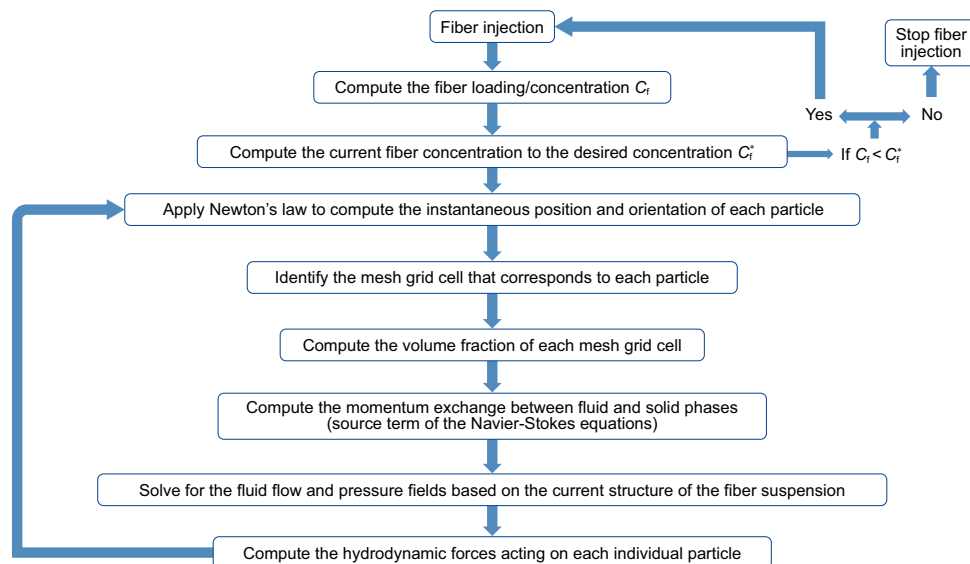 Fiber injection
Stop fiber
injection
Compute the fiber loading/concentration Cf
Yes
No
Compute the current fiber concentration to the desired concentration Cf*
If Cf < Cf*
Apply Newton’s law to compute the instantaneous position and orientation of each particle
Identify the mesh grid cell that corresponds to each particle
Compute the volume fraction of each mesh grid cell
Compute the momentum exchange between fluid and solid phases
(source term of the Navier-Stokes equations)
Solve for the fluid flow and pressure fields based on the current structure of the fiber suspension
Compute the hydrodynamic forces acting on each individual particle